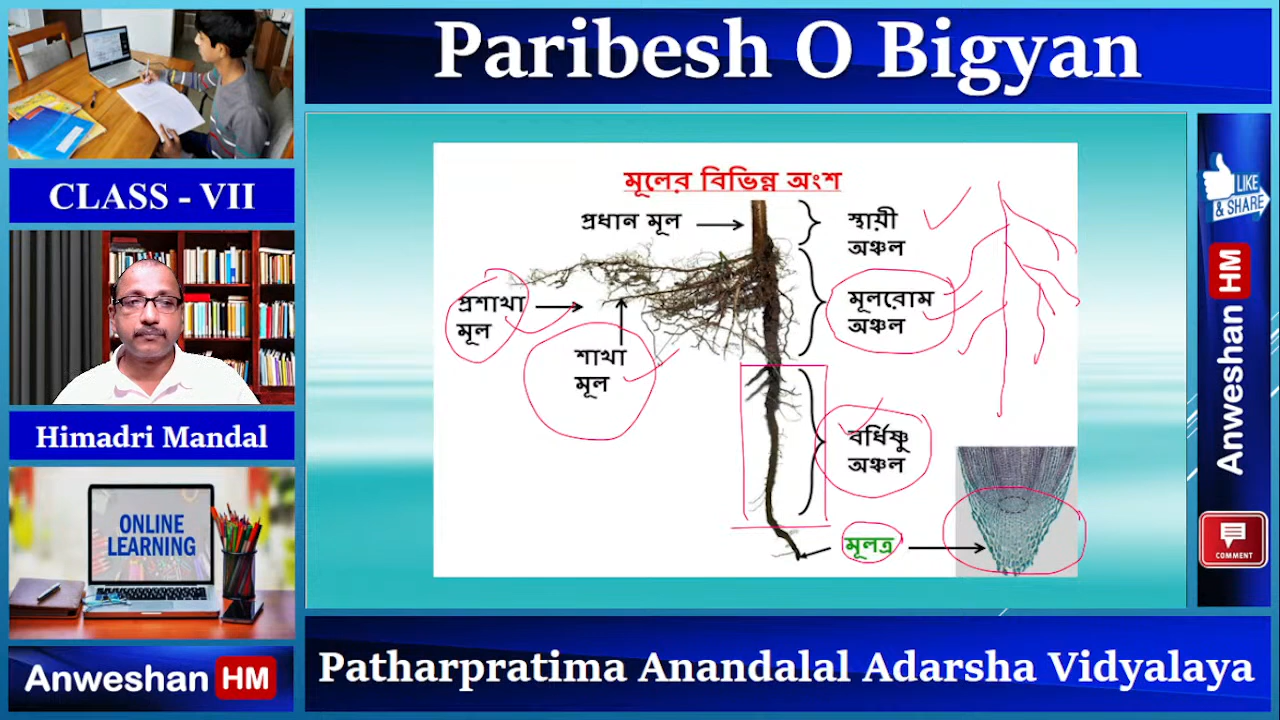 Paribesh O Bigyan
CLASS - VII
LIKE
& SHARE
মূলের বিভিন্ন অংশ
প্রধান মূল
স্থায়ী
অঞ্চল
প্রশাখা
মূল
মূলরোম
অঞ্চল
শাখা
মূল
বর্ধিষ্ণু
অঞ্চল
মূলত্র
Anweshan HM
COMMENT
Himadri Mandal
ONLINE
LEARNING
Anweshan HM
Patharpratima Anandalal Adarsha Vidyalaya